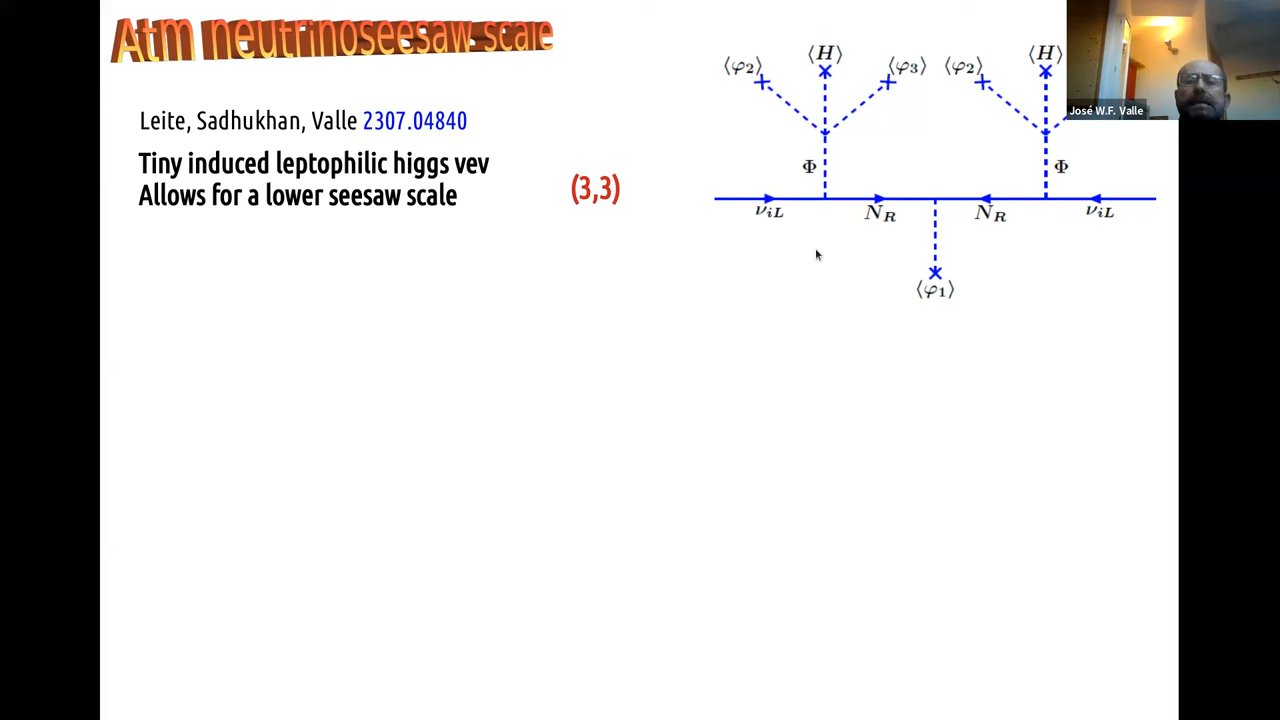 Atm neutrinoseesaw scale
Leite, Sadhukhan, Valle 2307.04840
Tiny induced leptophilic higgs vev
Allows for a lower seesaw scale
(3,3)
⟨φ2⟩ ⟨H⟩ ⟨φ3⟩ ⟨φ2⟩ ⟨H⟩
Φ Φ
νiL NR NR νiL
⟨φ1⟩
José W.F. Valle